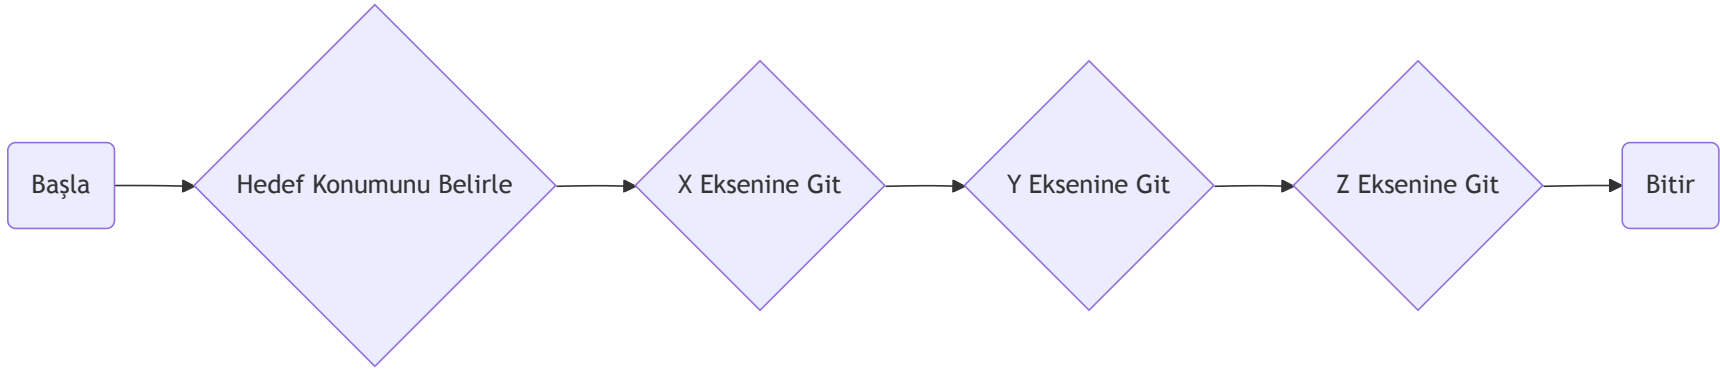 Başla
Hedef Konumunu Belirle
X Eksenine Git
Y Eksenine Git
Z Eksenine Git
Bitir